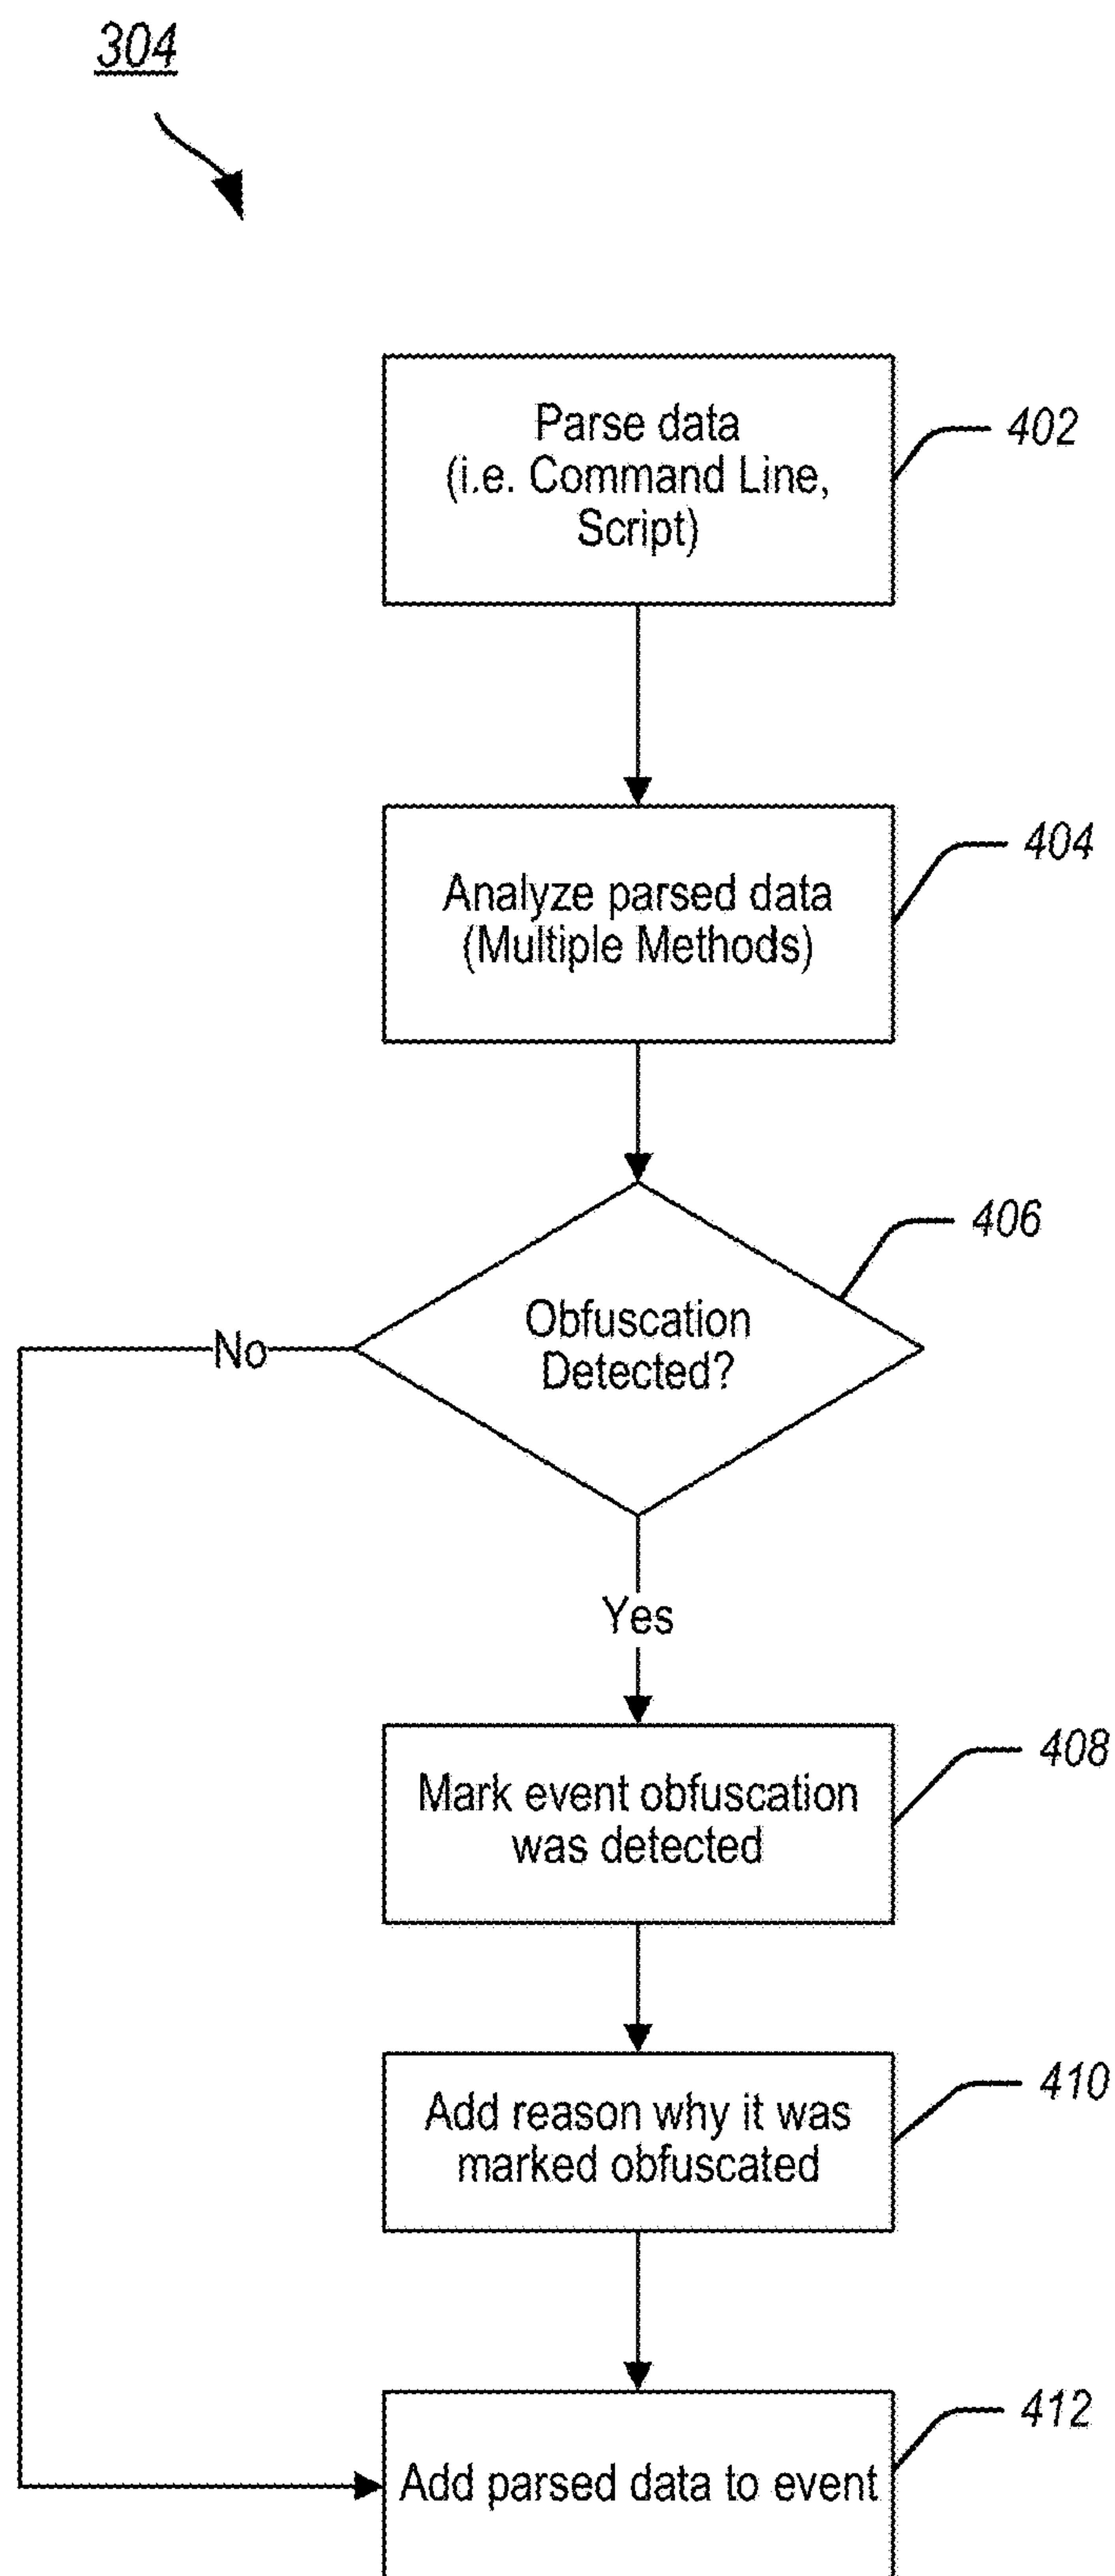 304
Parse data
(i.e. Command Line,
Script)
402
Analyze parsed data
(Multiple Methods)
404
Obfuscation
Detected?
406
No
Yes
Mark event obfuscation
was detected
408
Add reason why it was
marked obfuscated
410
Add parsed data to event
412